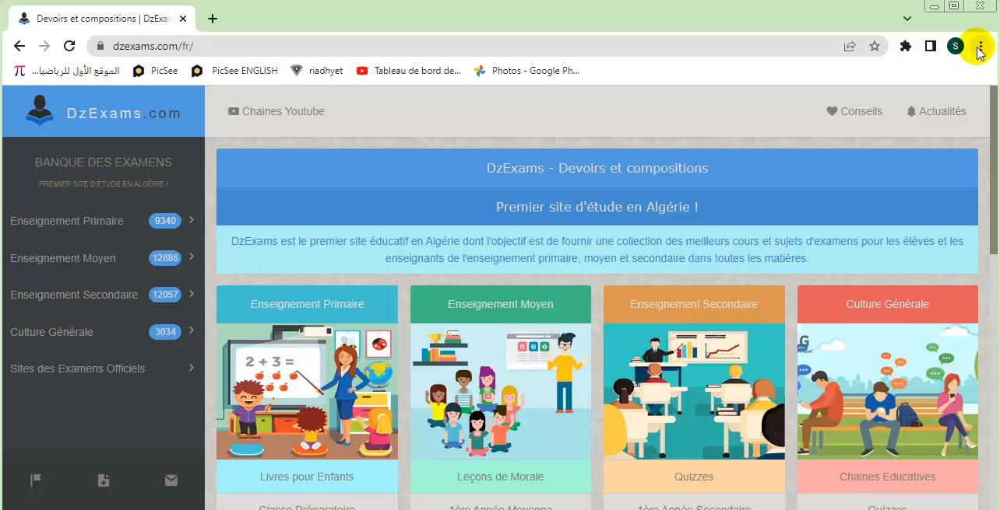 Devoirs et compositions | DzExar
dzexams.com/fr/
S
الموقع الأول للرياضيا...
PicSee
PicSee ENGLISH
riadhyet
Tableau de bord de...
Photos - Google Ph...
DzExams.com
Chaines Youtube
Conseils
Actualités
BANQUE DES EXAMENS
PREMIER SITE D'ÉTUDE EN ALGÉRIE !
Enseignement Primaire 9340
Enseignement Moyen 12886
Enseignement Secondaire 12057
Culture Générale 3034
Sites des Examens Officiels
DzExams - Devoirs et compositions
Premier site d'étude en Algérie !
DzExams est le premier site éducatif en Algérie dont l'objectif est de fournir une collection des meilleurs cours et sujets d'examens pour les élèves et les
enseignants de l'enseignement primaire, moyen et secondaire dans toutes les matières.
Enseignement Primaire
2 + 3 =
Livres pour Enfants
Classe Préparatoire
Enseignement Moyen
Leçons de Morale
1ère Année Moyenne
Enseignement Secondaire
Quizzes
1ère Année Secondaire
Culture Générale
G
Chaines Educatives
Quizzes